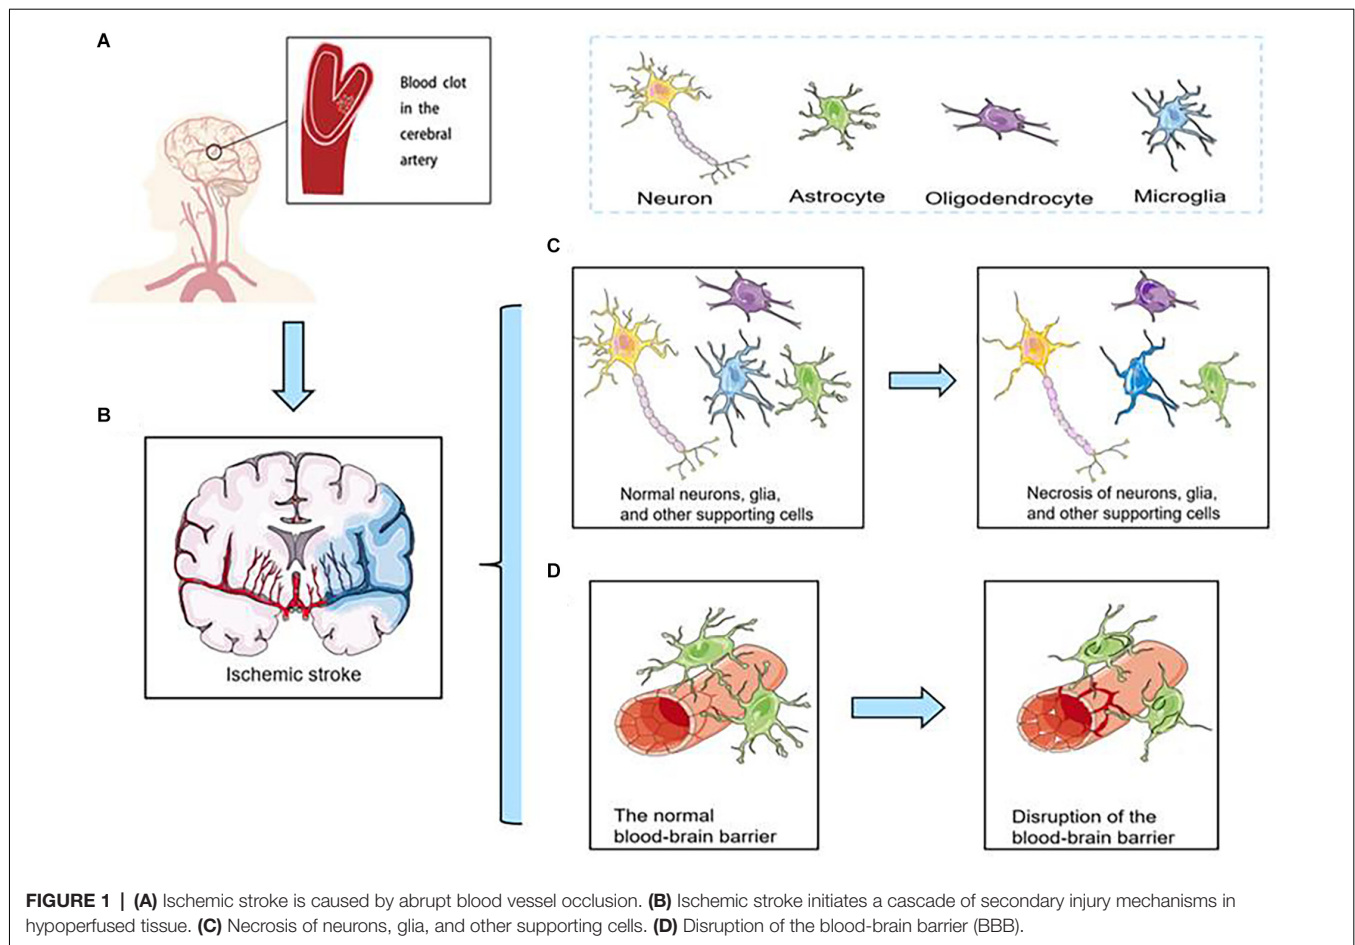 A
Blood clot
in the
cerebral
artery
Neuron
Astrocyte
Oligodendrocyte
Microglia
B
Ischemic stroke
C
Normal neurons, glia,
and other supporting cells
Necrosis of neurons, glia,
and other supporting cells
D
The normal
blood-brain barrier
Disruption of the
blood-brain barrier
FIGURE 1 | (A) Ischemic stroke is caused by abrupt blood vessel occlusion. (B) Ischemic stroke initiates a cascade of secondary injury mechanisms in
hypoperfused tissue. (C) Necrosis of neurons, glia, and other supporting cells. (D) Disruption of the blood-brain barrier (BBB).